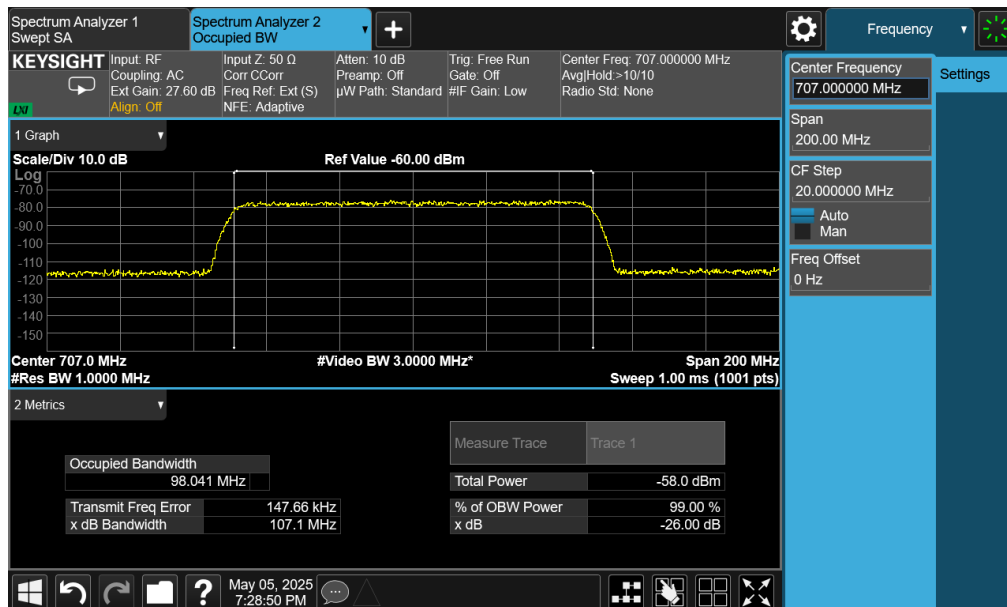 Spectrum Analyzer 1
Swept SA
Spectrum Analyzer 2
Occupied BW
Frequency
KEYSIGHT
LXI
Input: RF
Coupling: AC
Ext Gain: 27.60 dB
Align: Off
Input Z: 50 Ω
Corr CCorr
Freq Ref: Ext (S)
NFE: Adaptive
Atten: 10 dB
Preamp: Off
µW Path: Standard
Trig: Free Run
Gate: Off
#IF Gain: Low
Center Freq: 707.000000 MHz
Avg|Hold:>10/10
Radio Std: None
1 Graph
Scale/Div 10.0 dB
Ref Value -60.00 dBm
Log
-70.0
-80.0
-90.0
-100
-110
-120
-130
-140
-150
Center 707.0 MHz
#Video BW 3.0000 MHz*
Span 200 MHz
#Res BW 1.0000 MHz
Sweep 1.00 ms (1001 pts)
2 Metrics
Measure Trace
Trace 1
Occupied Bandwidth
98.041 MHz
Total Power
-58.0 dBm
Transmit Freq Error
147.66 kHz
% of OBW Power
99.00 %
x dB Bandwidth
107.1 MHz
x dB
-26.00 dB
Center Frequency
707.000000 MHz
Settings
Span
200.00 MHz
CF Step
20.000000 MHz
Auto
Man
Freq Offset
0 Hz
?
May 05, 2025
7:28:50 PM